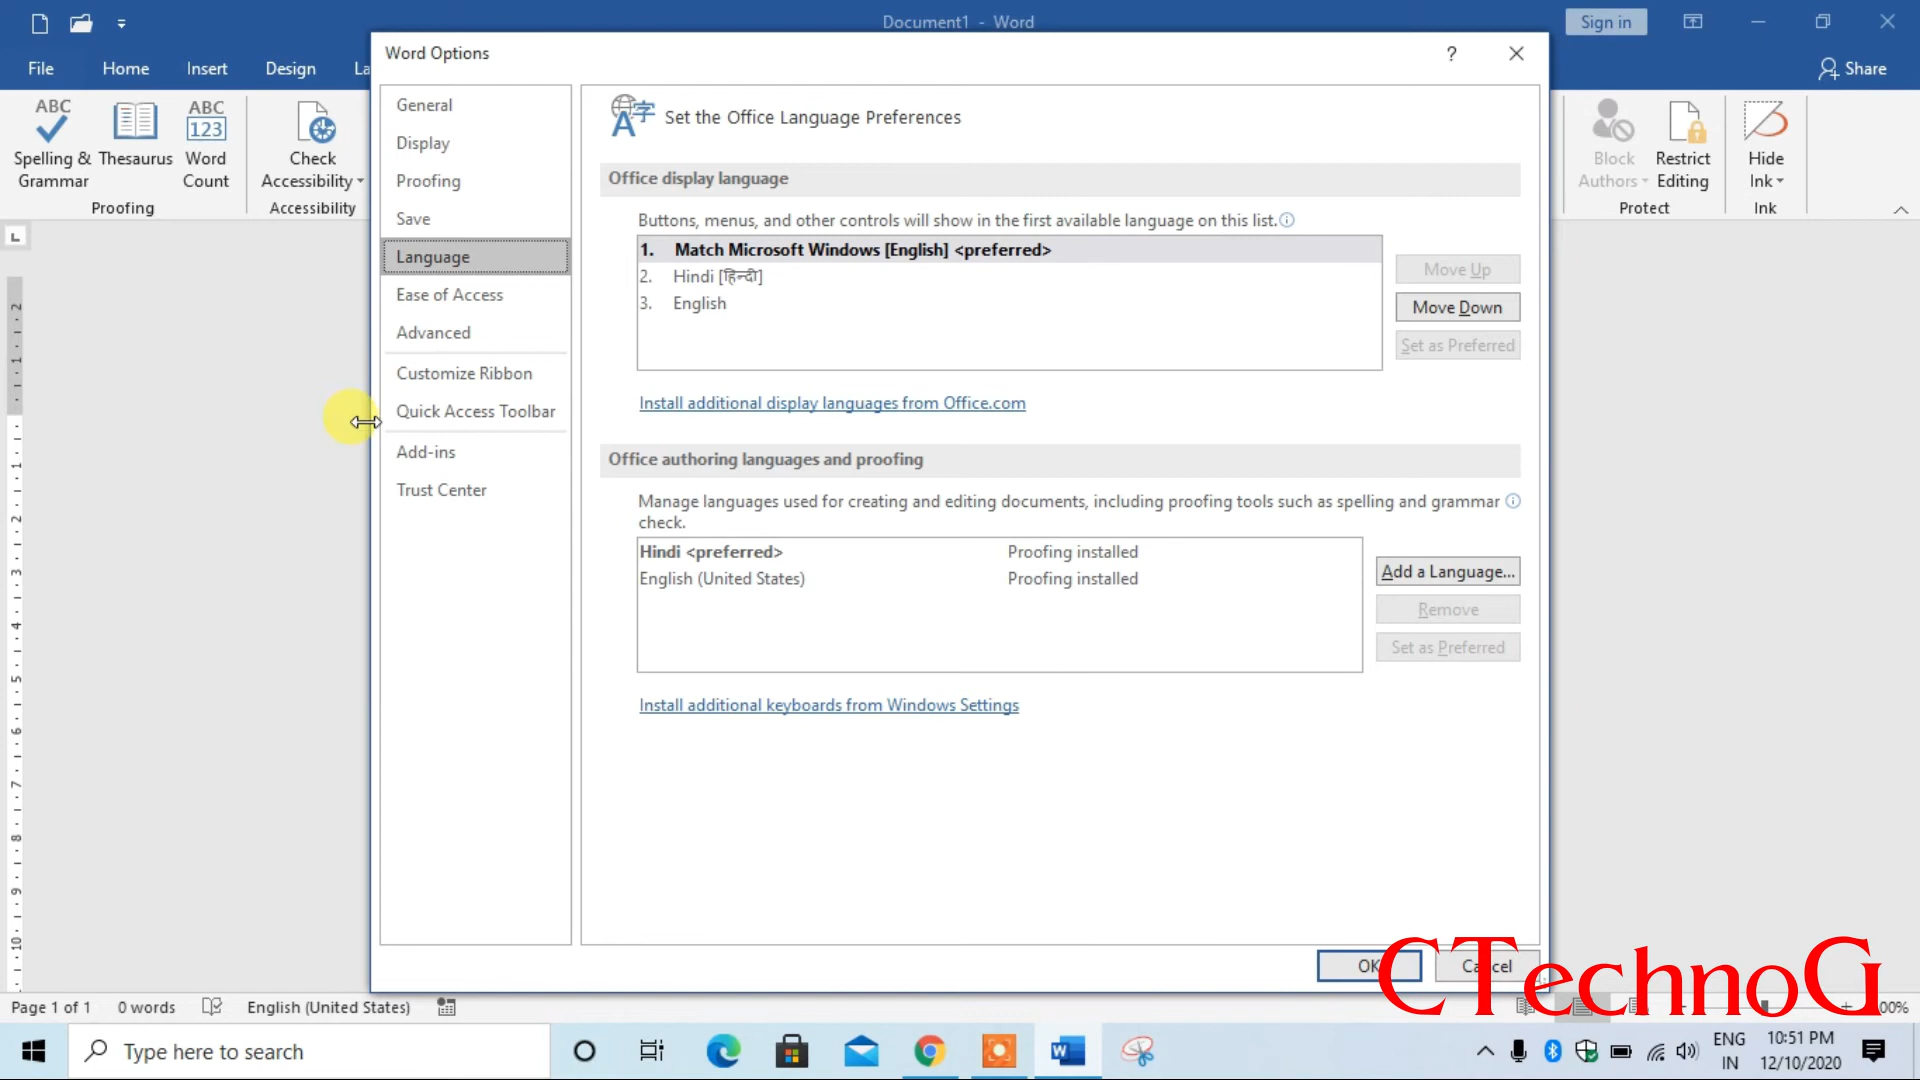 Document1 - Word
Sign in
Word Options
File
Home
Insert
Design
La
Share
Spelling & Grammar
Thesaurus
Word Count
Check Accessibility
Proofing
Accessibility
General
Display
Proofing
Save
Language
Ease of Access
Advanced
Customize Ribbon
Quick Access Toolbar
Add-ins
Trust Center
Set the Office Language Preferences
Office display language
Buttons, menus, and other controls will show in the first available language on this list.
1. Match Microsoft Windows [English] <preferred>
2. Hindi [हिन्दी]
3. English
Move Up
Move Down
Set as Preferred
Install additional display languages from Office.com
Office authoring languages and proofing
Manage languages used for creating and editing documents, including proofing tools such as spelling and grammar
check.
Hindi <preferred> Proofing installed
English (United States) Proofing installed
Add a Language...
Remove
Set as Preferred
Install additional keyboards from Windows Settings
OK
Cancel
Block Authors
Restrict Editing
Hide Ink
Protect
Ink
CTechnoG
Page 1 of 1
0 words
English (United States)
Type here to search
ENG
IN
10:51 PM
12/10/2020